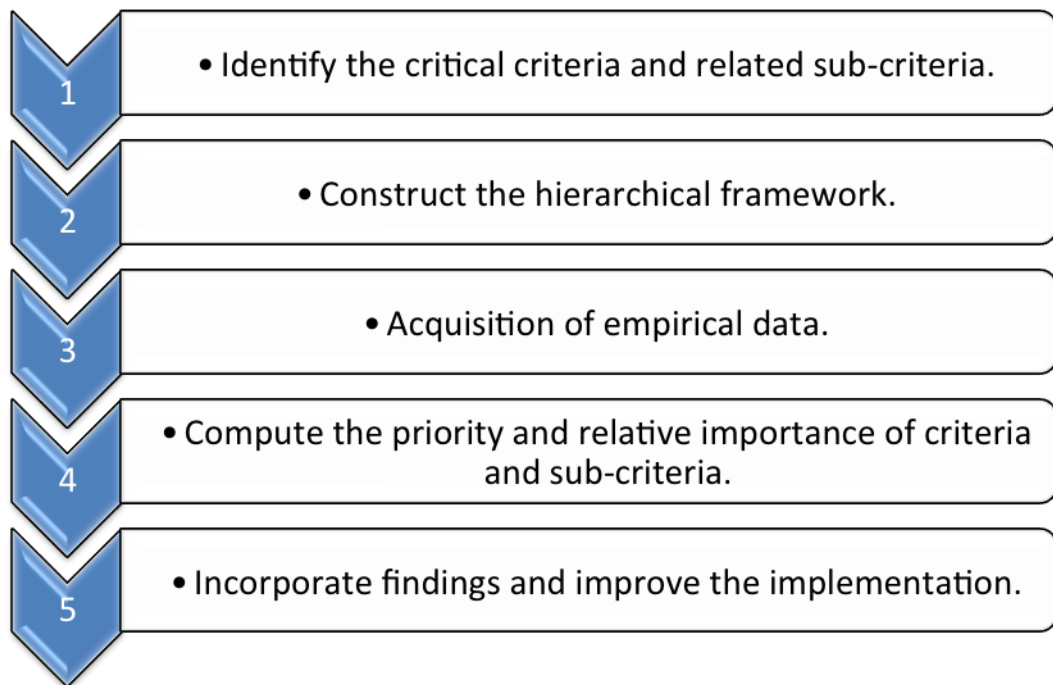 1
• Identify the critical criteria and related sub-criteria.
2
• Construct the hierarchical framework.
3
• Acquisition of empirical data.
4
• Compute the priority and relative importance of criteria
and sub-criteria.
5
• Incorporate findings and improve the implementation.